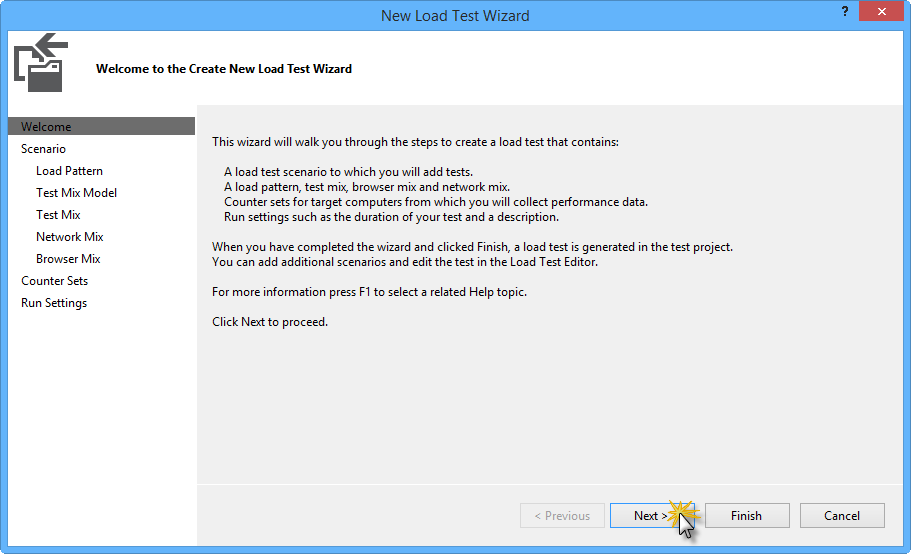 New Load Test Wizard
?
Welcome to the Create New Load Test Wizard
Welcome
Scenario
Load Pattern
Test Mix Model
Test Mix
Network Mix
Browser Mix
Counter Sets
Run Settings
This wizard will walk you through the steps to create a load test that contains:
A load test scenario to which you will add tests.
A load pattern, test mix, browser mix and network mix.
Counter sets for target computers from which you will collect performance data.
Run settings such as the duration of your test and a description.
When you have completed the wizard and clicked Finish, a load test is generated in the test project.
You can add additional scenarios and edit the test in the Load Test Editor.
For more information press F1 to select a related Help topic.
Click Next to proceed.
< Previous
Next >
Finish
Cancel